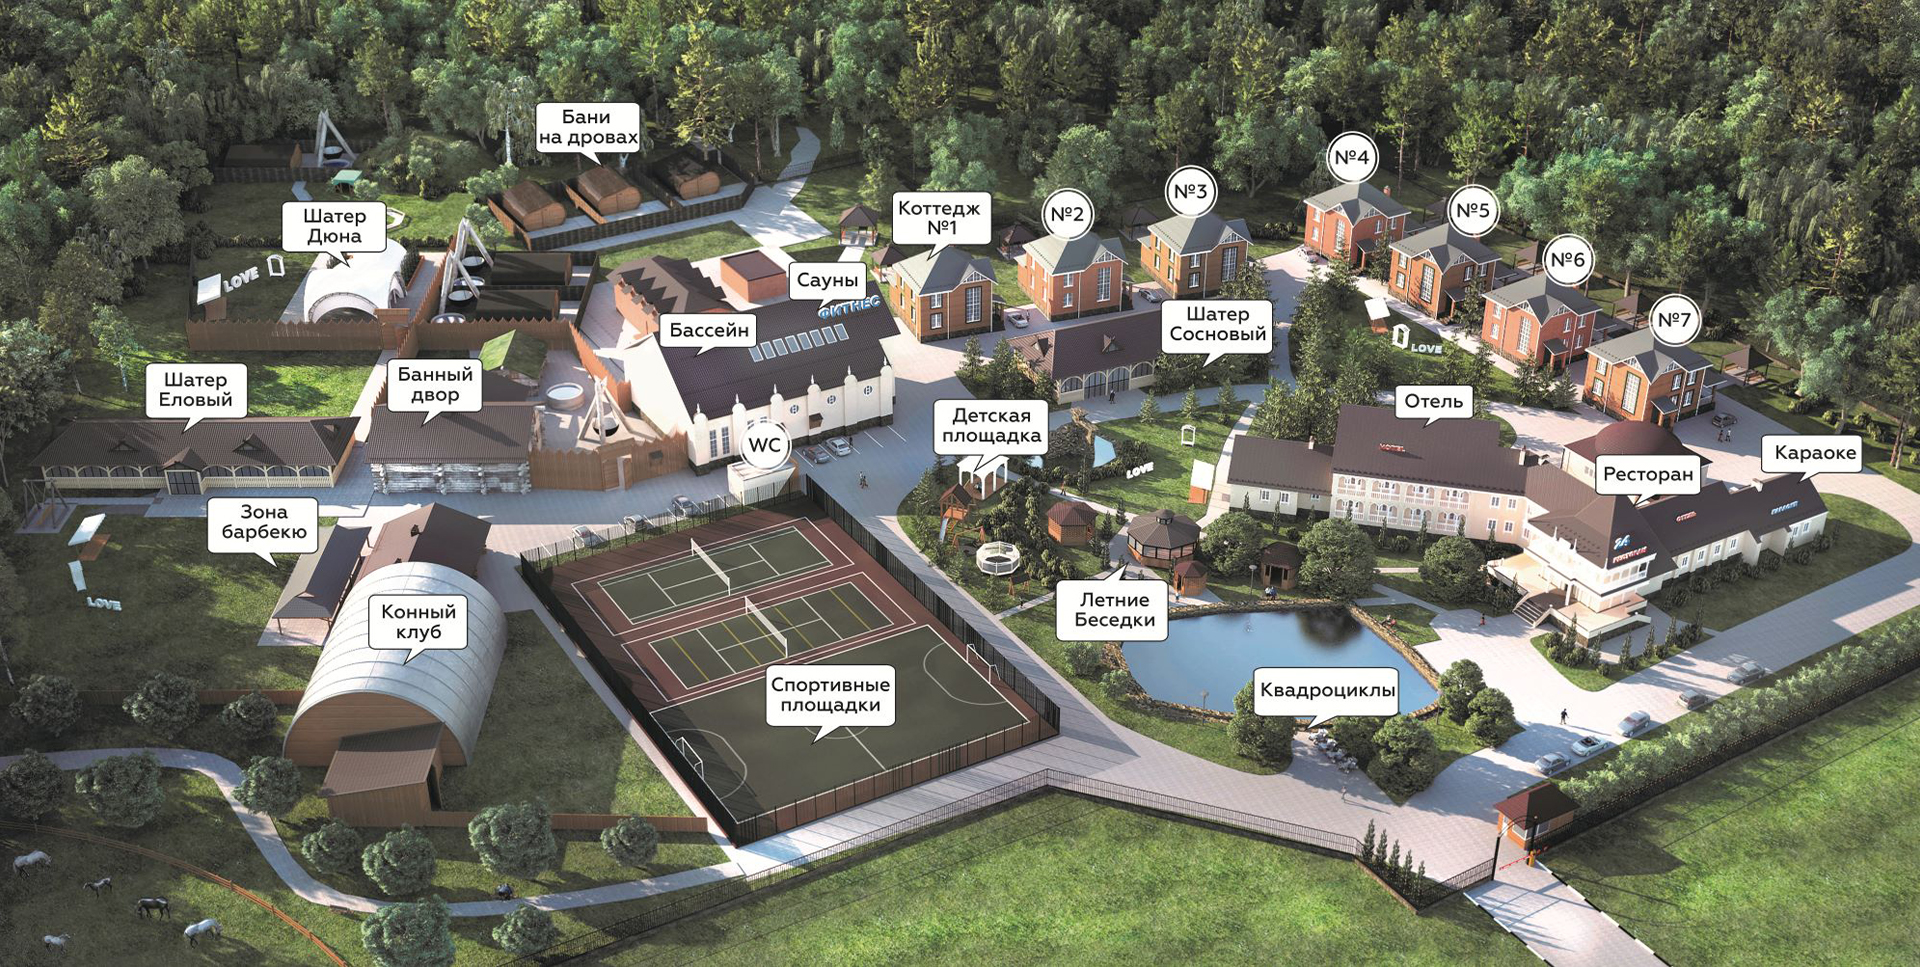 Бани
на дровах
№4
№3
№5
№2
Коттедж
№1
Шатер
Дюна
№6
LOVE
Сауны
ФИТНЕС
№7
Бассейн
Шатер
Сосновый
LOVE
Банный
двор
Шатер
Еловый
Отель
Детская
площадка
WC
Караоке
Ресторан
LOVE
Зона
барбекю
LOVE
Конный
клуб
Летние
Беседки
Спортивные
площадки
Квадроциклы